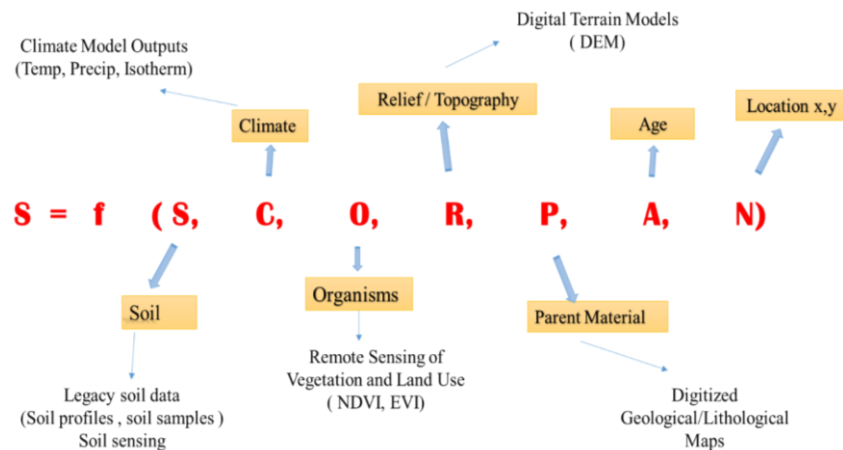 Digital Terrain Models
( DEM)
Climate Model Outputs
(Temp, Precip, Isotherm)
Relief / Topography
Location x,y
Climate
Age
S = f ( S, C, O, R, P, A, N)
Organisms
Soil
Parent Material
Remote Sensing of
Vegetation and Land Use
( NDVI, EVI)
Legacy soil data
(Soil profiles , soil samples )
Soil sensing
Digitized
Geological/Lithological
Maps